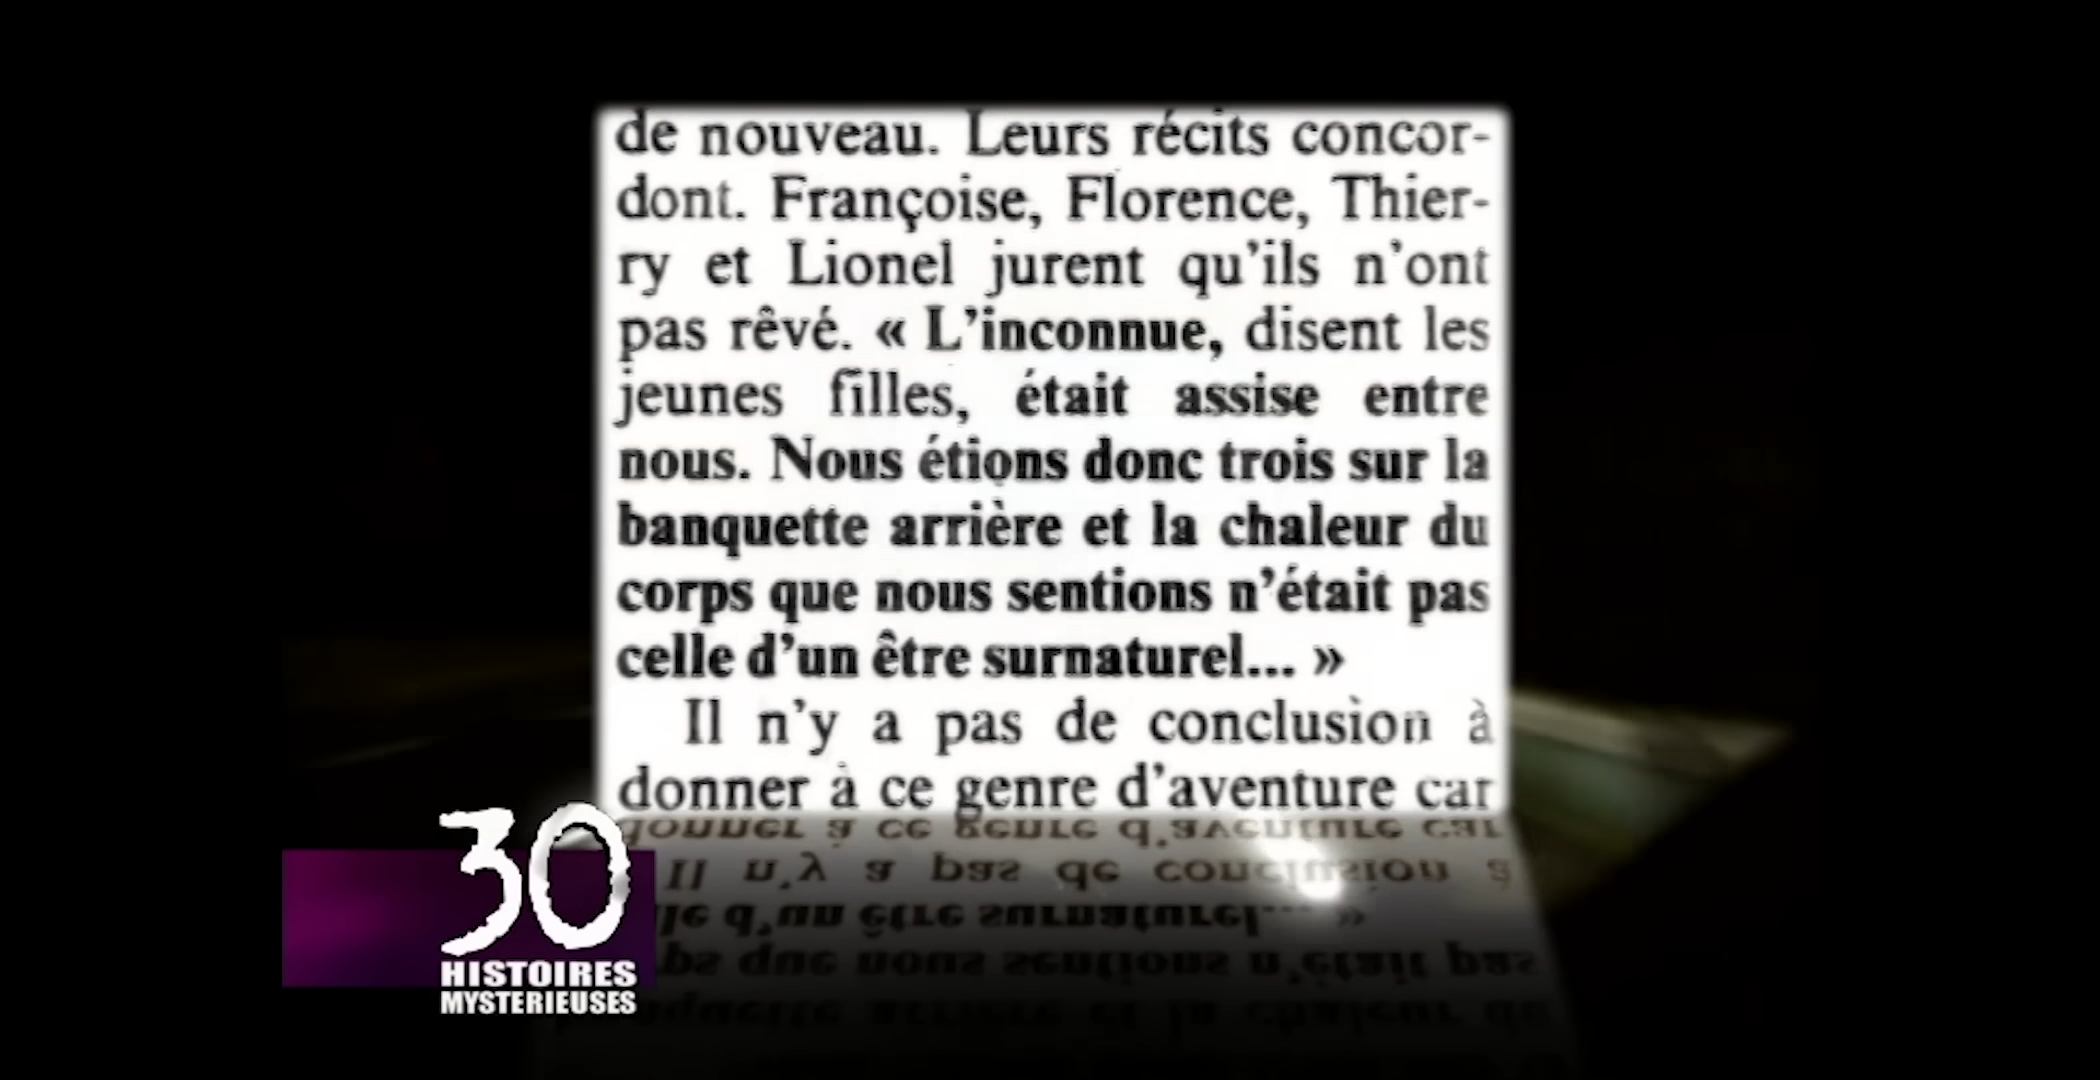 de nouveau. Leurs récits concor-
dont. Françoise, Florence, Thier-
ry et Lionel jurent qu'ils n'ont
pas rêvé. « L'inconnue, disent les
jeunes filles, était assise entre
nous. Nous étions donc trois sur la
banquette arrière et la chaleur du
corps que nous sentions n'était pas
celle d'un être surnaturel... »
Il n'y a pas de conclusion à
donner à ce genre d'aventure car
30
HISTOIRES
MYSTERIEUSES